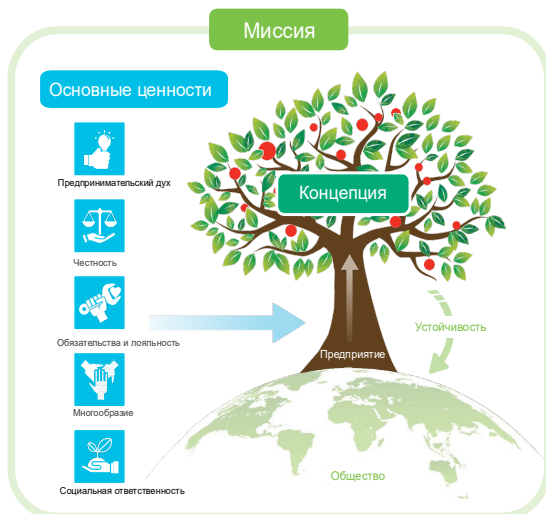 Миссия
Основные ценности
Предпринимательский дух
Честность
Обязательства и лояльность
Многообразие
Социальная ответственность
Концепция
Предприятие
Устойчивость
Общество